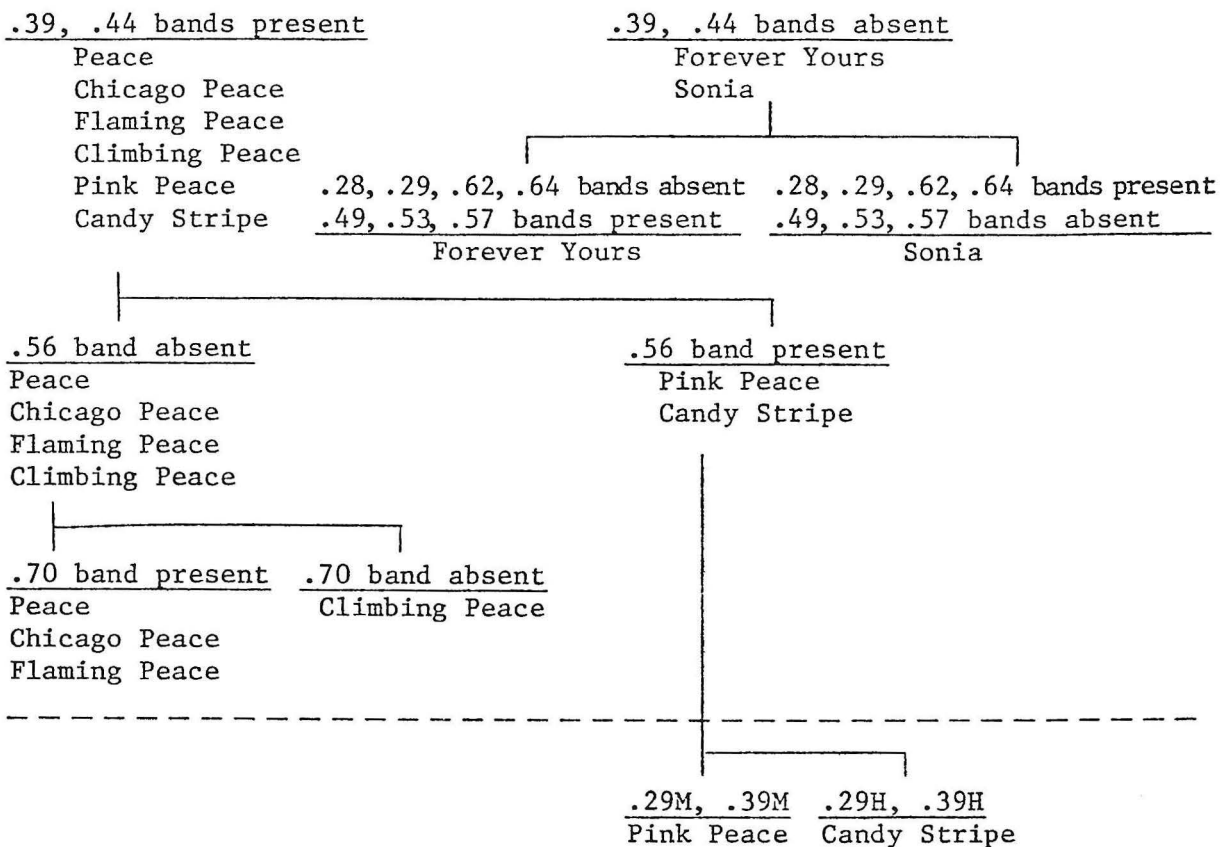 .39, .44 bands present
Peace
Chicago Peace
Flaming Peace
Climbing Peace
Pink Peace
Candy Stripe
.39, .44 bands absent
Forever Yours
Sonia
.28, .29, .62, .64 bands absent
.49, .53, .57 bands present
Forever Yours
.28, .29, .62, .64 bands present
.49, .53, .57 bands absent
Sonia
.56 band absent
Peace
Chicago Peace
Flaming Peace
Climbing Peace
.56 band present
Pink Peace
Candy Stripe
.70 band present
Peace
Chicago Peace
Flaming Peace
.70 band absent
Climbing Peace
.29M, .39M
Pink Peace
.29H, .39H
Candy Stripe